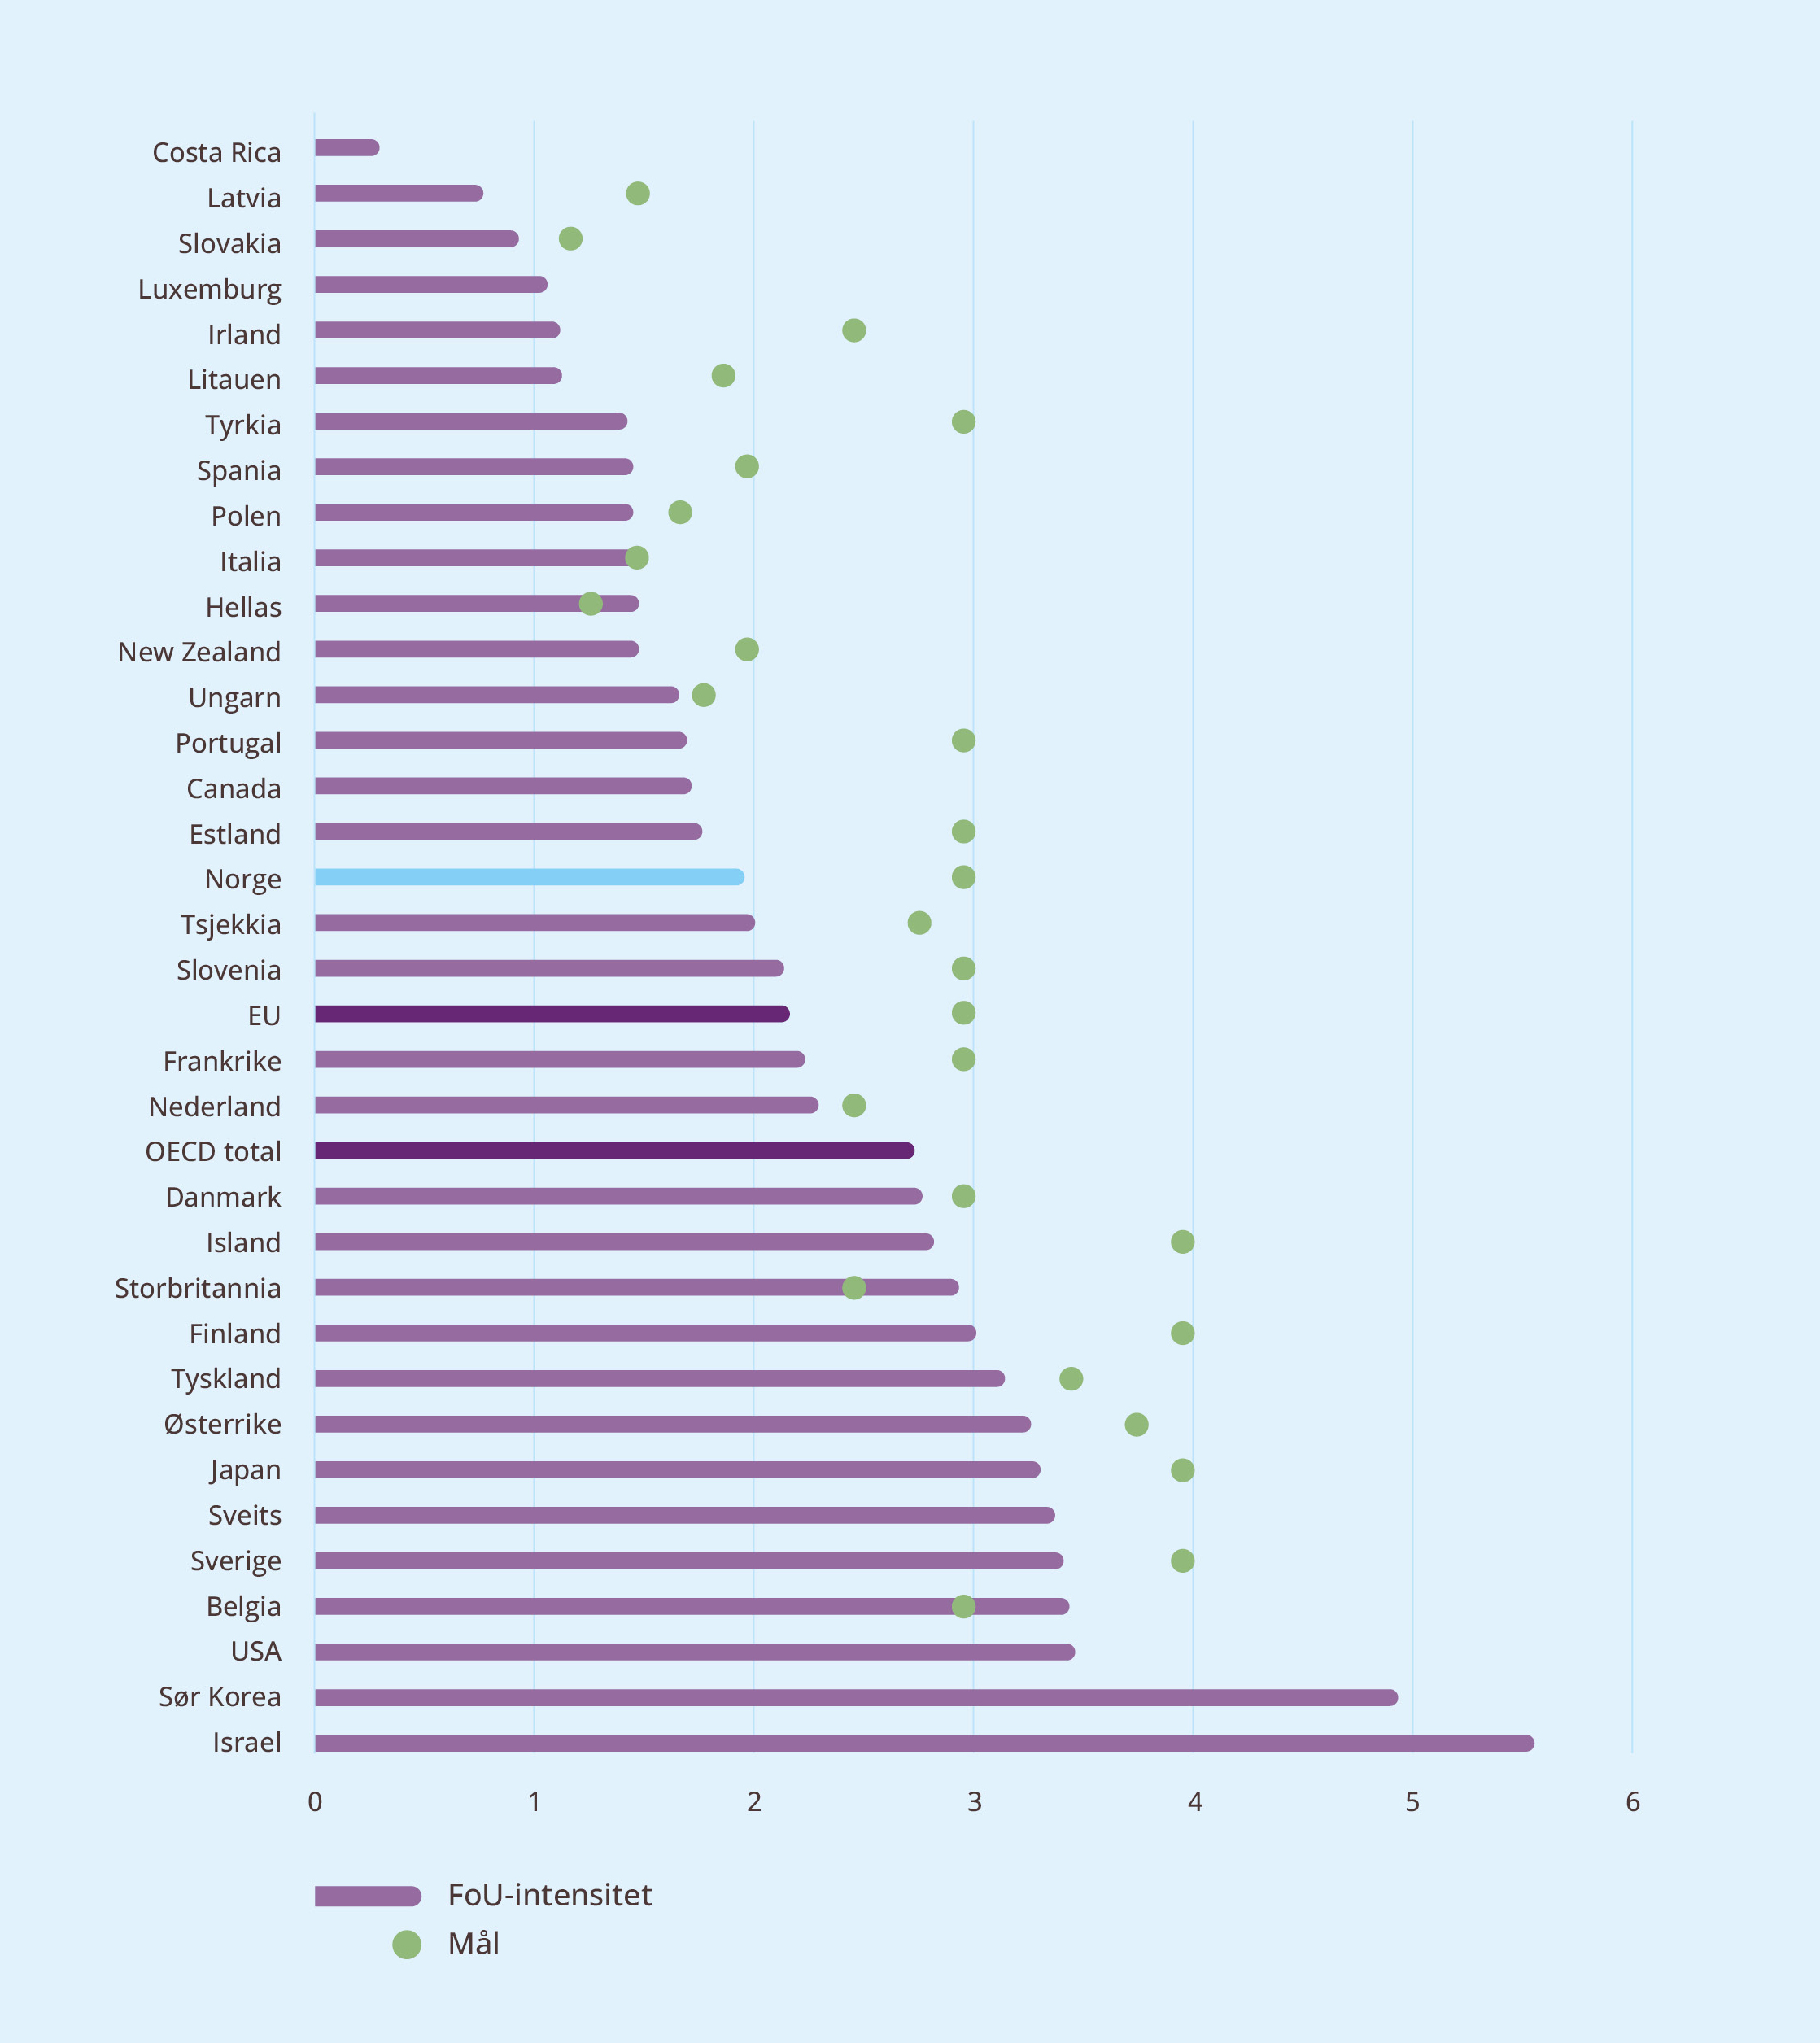 Costa Rica
Latvia
Slovakia
Luxemburg
Irland
Litauen
Tyrkia
Spania
Polen
Italia
Hellas
New Zealand
Ungarn
Portugal
Canada
Estland
Norge
Tsjekkia
Slovenia
EU
Frankrike
Nederland
OECD total
Danmark
Island
Storbritannia
Finland
Tyskland
Østerrike
Japan
Sveits
Sverige
Belgia
USA
Sør Korea
Israel
0 1 2 3 4 5 6
FoU-intensitet
Mål